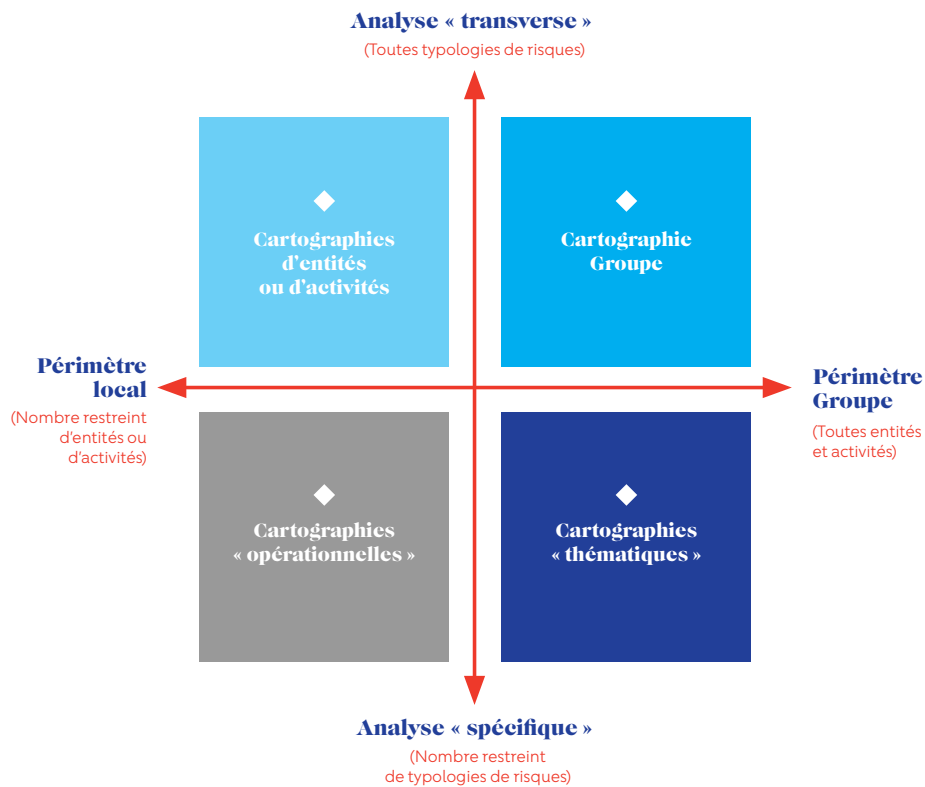 Analyse « transverse »
(Toutes typologies de risques)
Cartographies
d'entités
ou d'activités
Cartographie
Groupe
Périmètre
local
(Nombre restreint
d'entités ou
d'activités)
Périmètre
Groupe
(Toutes entités
et activités)
Cartographies
« opérationnelles »
Cartographies
« thématiques »
Analyse « spécifique »
(Nombre restreint
de typologies de risques)